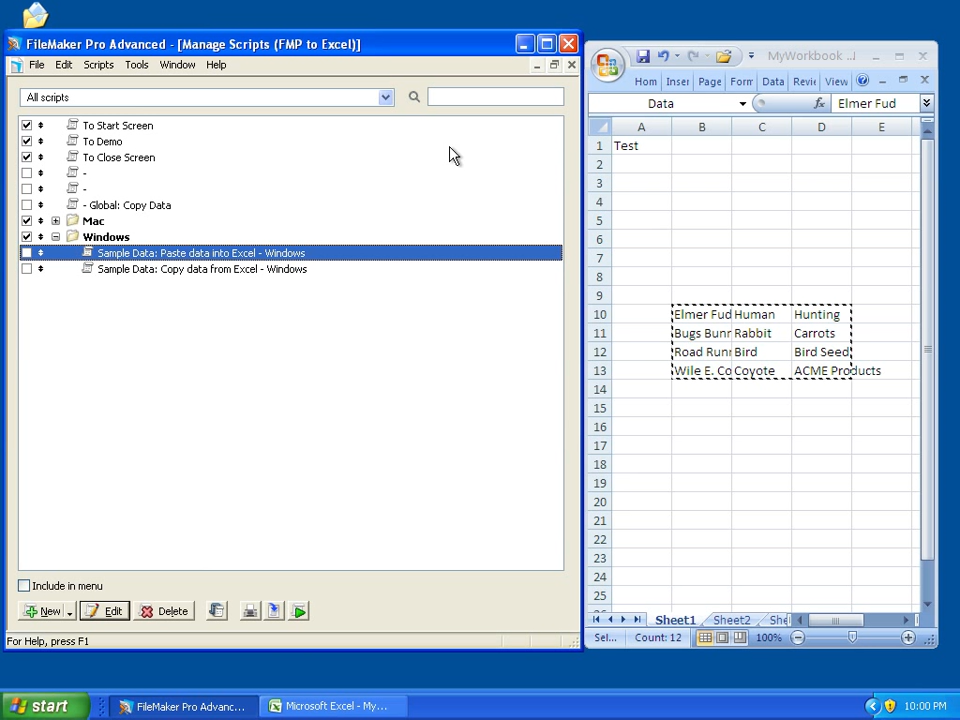 FileMaker Pro Advanced - [Manage Scripts (FMP to Excel)]
File Edit Scripts Tools Window Help
All scripts
To Start Screen
To Demo
To Close Screen
-
-
- Global: Copy Data
Mac
Windows
Sample Data: Paste data into Excel - Windows
Sample Data: Copy data from Excel - Windows
Include in menu
New Edit Delete
For Help, press F1
MyWorkbook ...
Hom Inser Page Form Data Revi View
Data fx Elmer Fud
A B C D E
1 Test
2
3
4
5
6
7
8
9
10 Elmer Fud Human Hunting
11 Bugs Bunn Rabbit Carrots
12 Road Runn Bird Bird Seed
13 Wile E. Co Coyote ACME Products
14
15
16
17
18
19
20
21
22
23
24
25
Sheet1 Sheet2 She
Sel... Count: 12 100%
start FileMaker Pro Advanc... Microsoft Excel - My... 10:00 PM